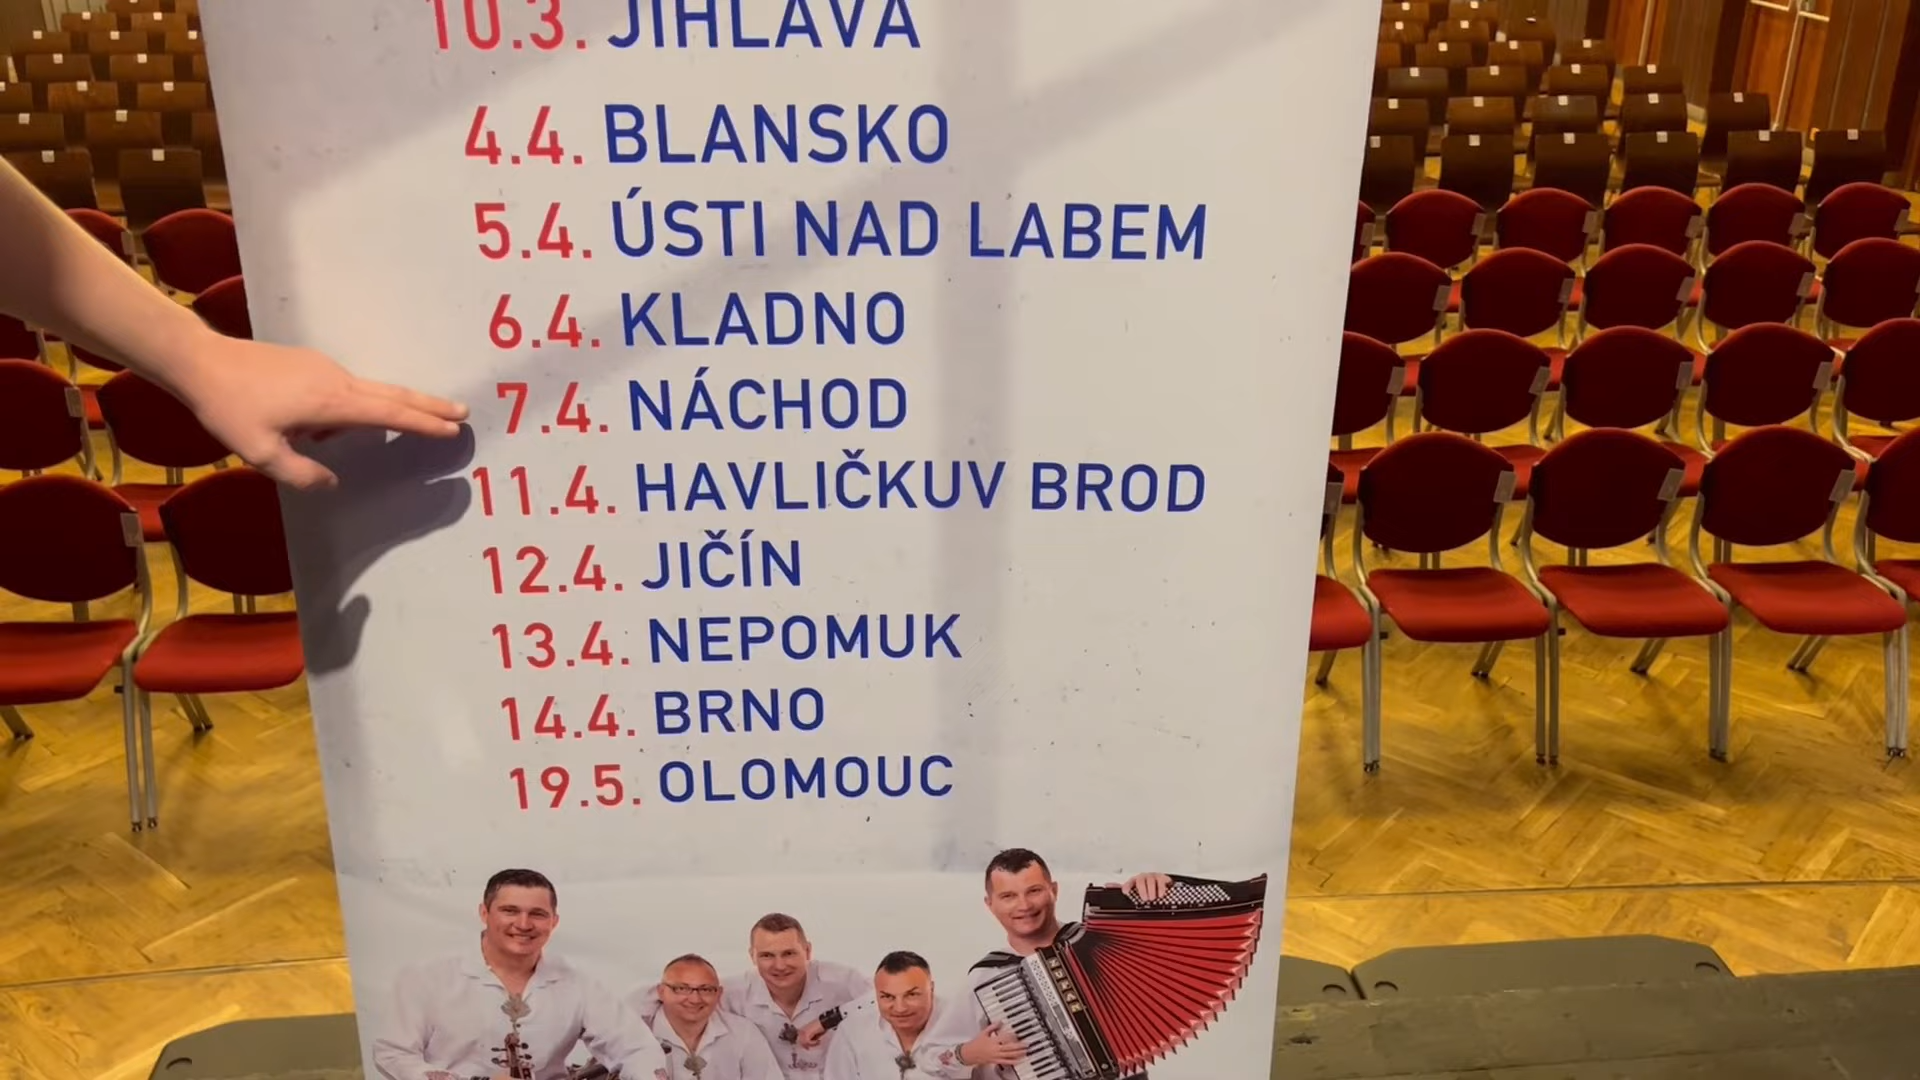 10.3. JIHLAVA
4.4. BLANSKO
5.4. ÚSTI NAD LABEM
6.4. KLADNO
7.4. NÁCHOD
11.4. HAVLIČKUV BROD
12.4. JIČÍN
13.4. NEPOMUK
14.4. BRNO
19.5. OLOMOUC